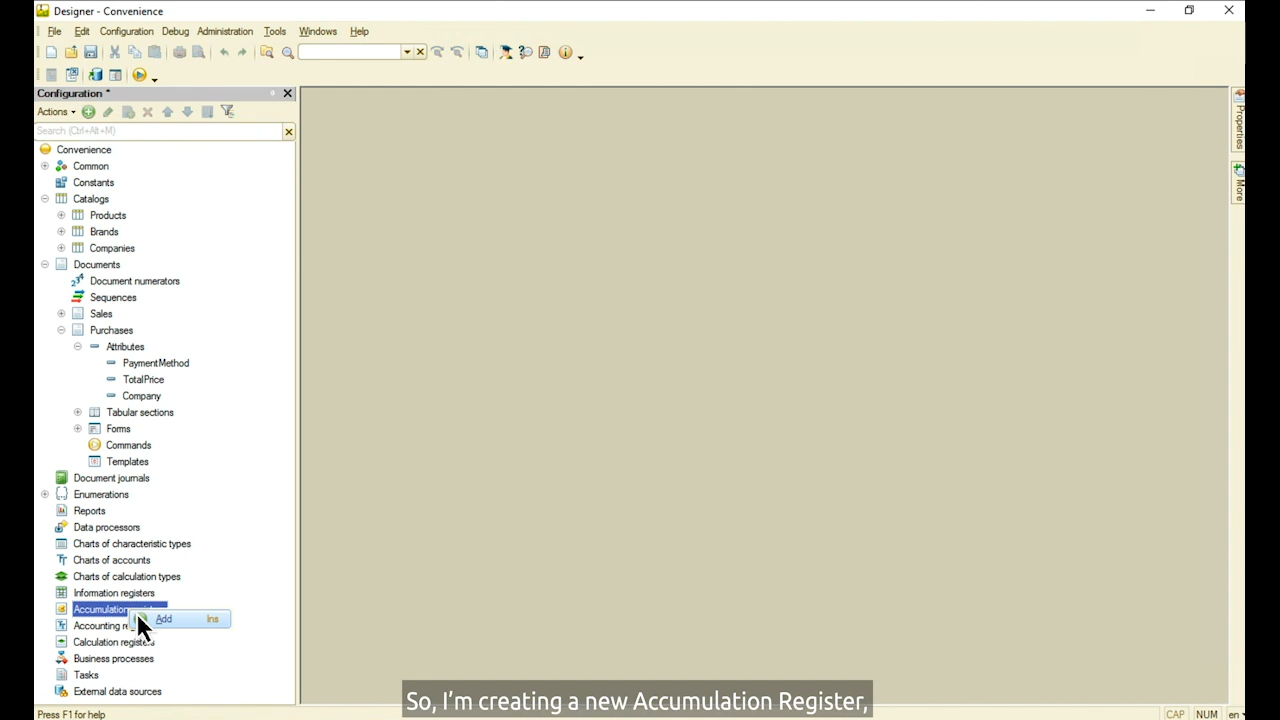 Designer - Convenience
File Edit Configuration Debug Administration Tools Windows Help
Configuration *
Actions
Search (Ctrl+Alt+M)
Convenience
Common
Constants
Catalogs
Products
Brands
Companies
Documents
Document numerators
Sequences
Sales
Purchases
Attributes
PaymentMethod
TotalPrice
Company
Tabular sections
Forms
Commands
Templates
Document journals
Enumerations
Reports
Data processors
Charts of characteristic types
Charts of accounts
Charts of calculation types
Information registers
Accumulation
Add Ins
Accounting
Calculation registers
Business processes
Tasks
External data sources
Properties
More
So, I'm creating a new Accumulation Register,
Press F1 for help
CAP NUM en